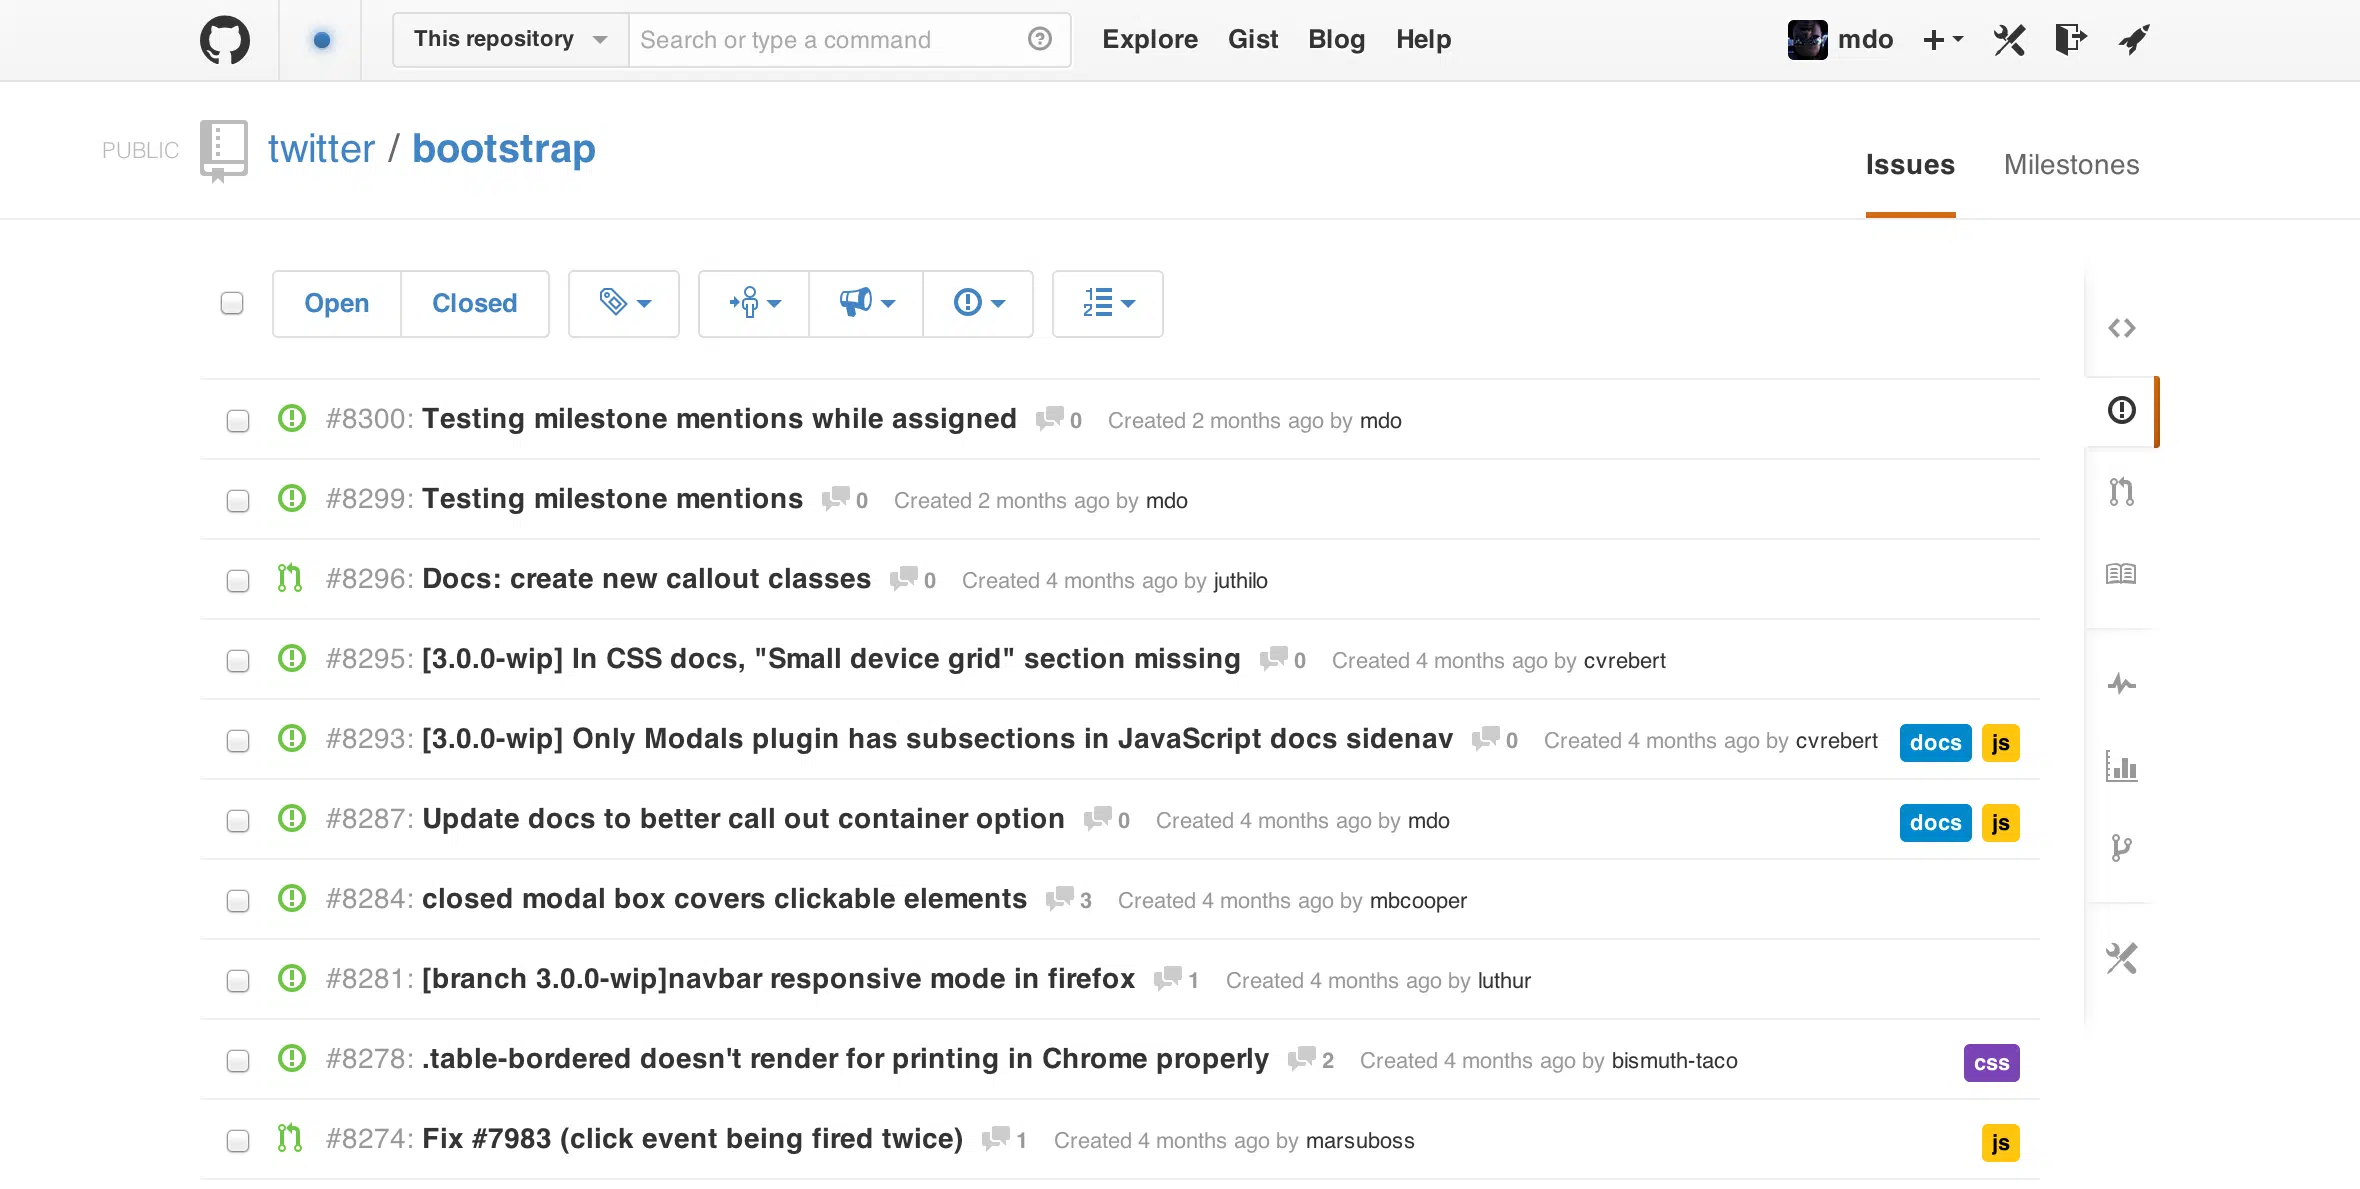 This repository Search or type a command Explore Gist Blog Help mdo
PUBLIC twitter / bootstrap
Issues Milestones
Open Closed
#8300: Testing milestone mentions while assigned 0 Created 2 months ago by mdo
#8299: Testing milestone mentions 0 Created 2 months ago by mdo
#8296: Docs: create new callout classes 0 Created 4 months ago by juthilo
#8295: [3.0.0-wip] In CSS docs, "Small device grid" section missing 0 Created 4 months ago by cvrebert
#8293: [3.0.0-wip] Only Modals plugin has subsections in JavaScript docs sidenav 0 Created 4 months ago by cvrebert docs js
#8287: Update docs to better call out container option 0 Created 4 months ago by mdo docs js
#8284: closed modal box covers clickable elements 3 Created 4 months ago by mbcooper
#8281: [branch 3.0.0-wip]navbar responsive mode in firefox 1 Created 4 months ago by luthur
#8278: .table-bordered doesn't render for printing in Chrome properly 2 Created 4 months ago by bismuth-taco css
#8274: Fix #7983 (click event being fired twice) 1 Created 4 months ago by marsuboss js